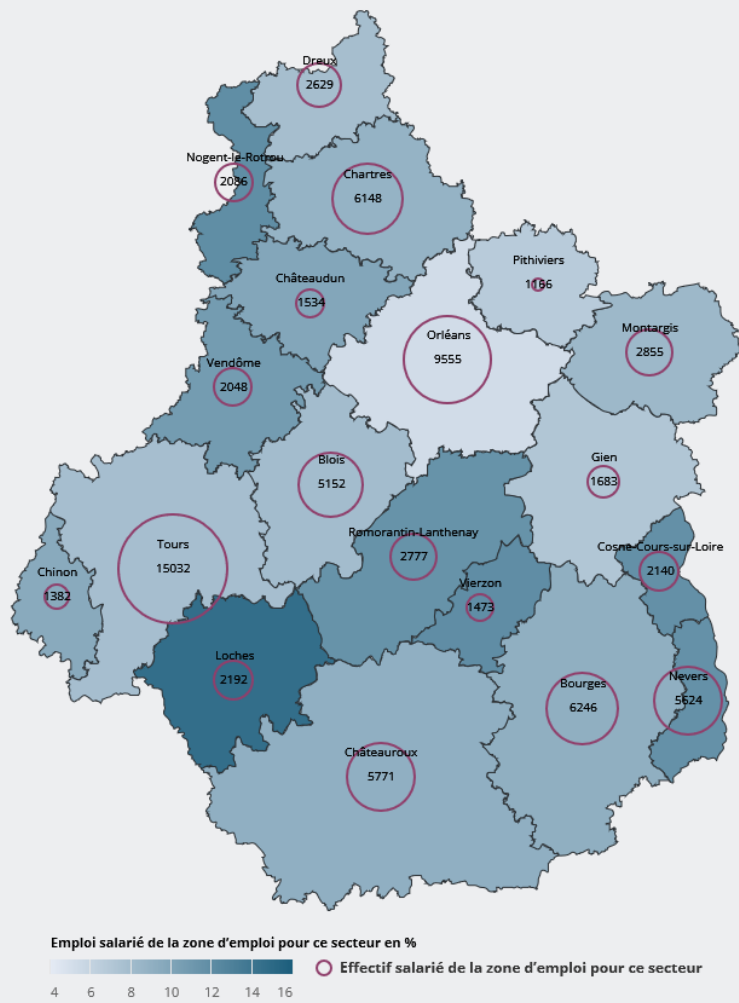 Dreux
2629
Nogent-le-Rotrou
2086
Chartres
6148
Pithiviers
1166
Châteaudun
1534
Orléans
9555
Montargis
2855
Vendôme
2048
Blois
5152
Gien
1683
Romorantin-Lanthenay
2777
Tours
15032
Cosne-Cours-sur-Loire
2140
Chinon
1382
Vierzon
1473
Loches
2192
Bourges
6246
Nevers
5624
Châteauroux
5771
Emploi salarié de la zone d'emploi pour ce secteur en %
4 6 8 10 12 14 16
Effectif salarié de la zone d'emploi pour ce secteur